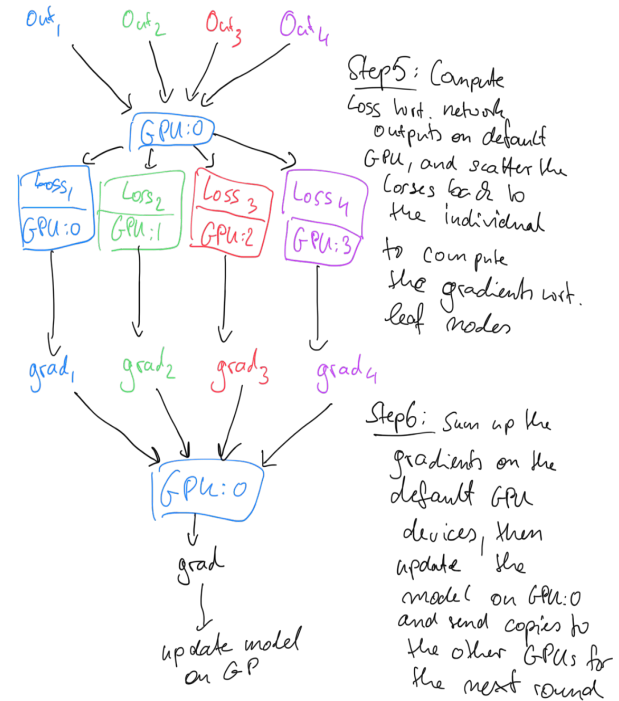 Out1 Out2 Out3 Out4
GPU:0
Loss1 Loss2 Loss3 Loss4
GPU:0 GPU:1 GPU:2 GPU:3
Step5: Compute
Loss wrt. network
outputs on default
GPU, and scatter the
losses back to
the individual
to compute
the gradients wrt.
leaf nodes
grad1 grad2 grad3 grad4
GPU:0
grad
update model
on GP
Step6: Sum up the
gradients on the
default GPU
devices, then
update the
model on GPU:0
and send copies to
the other GPUs for
the next round